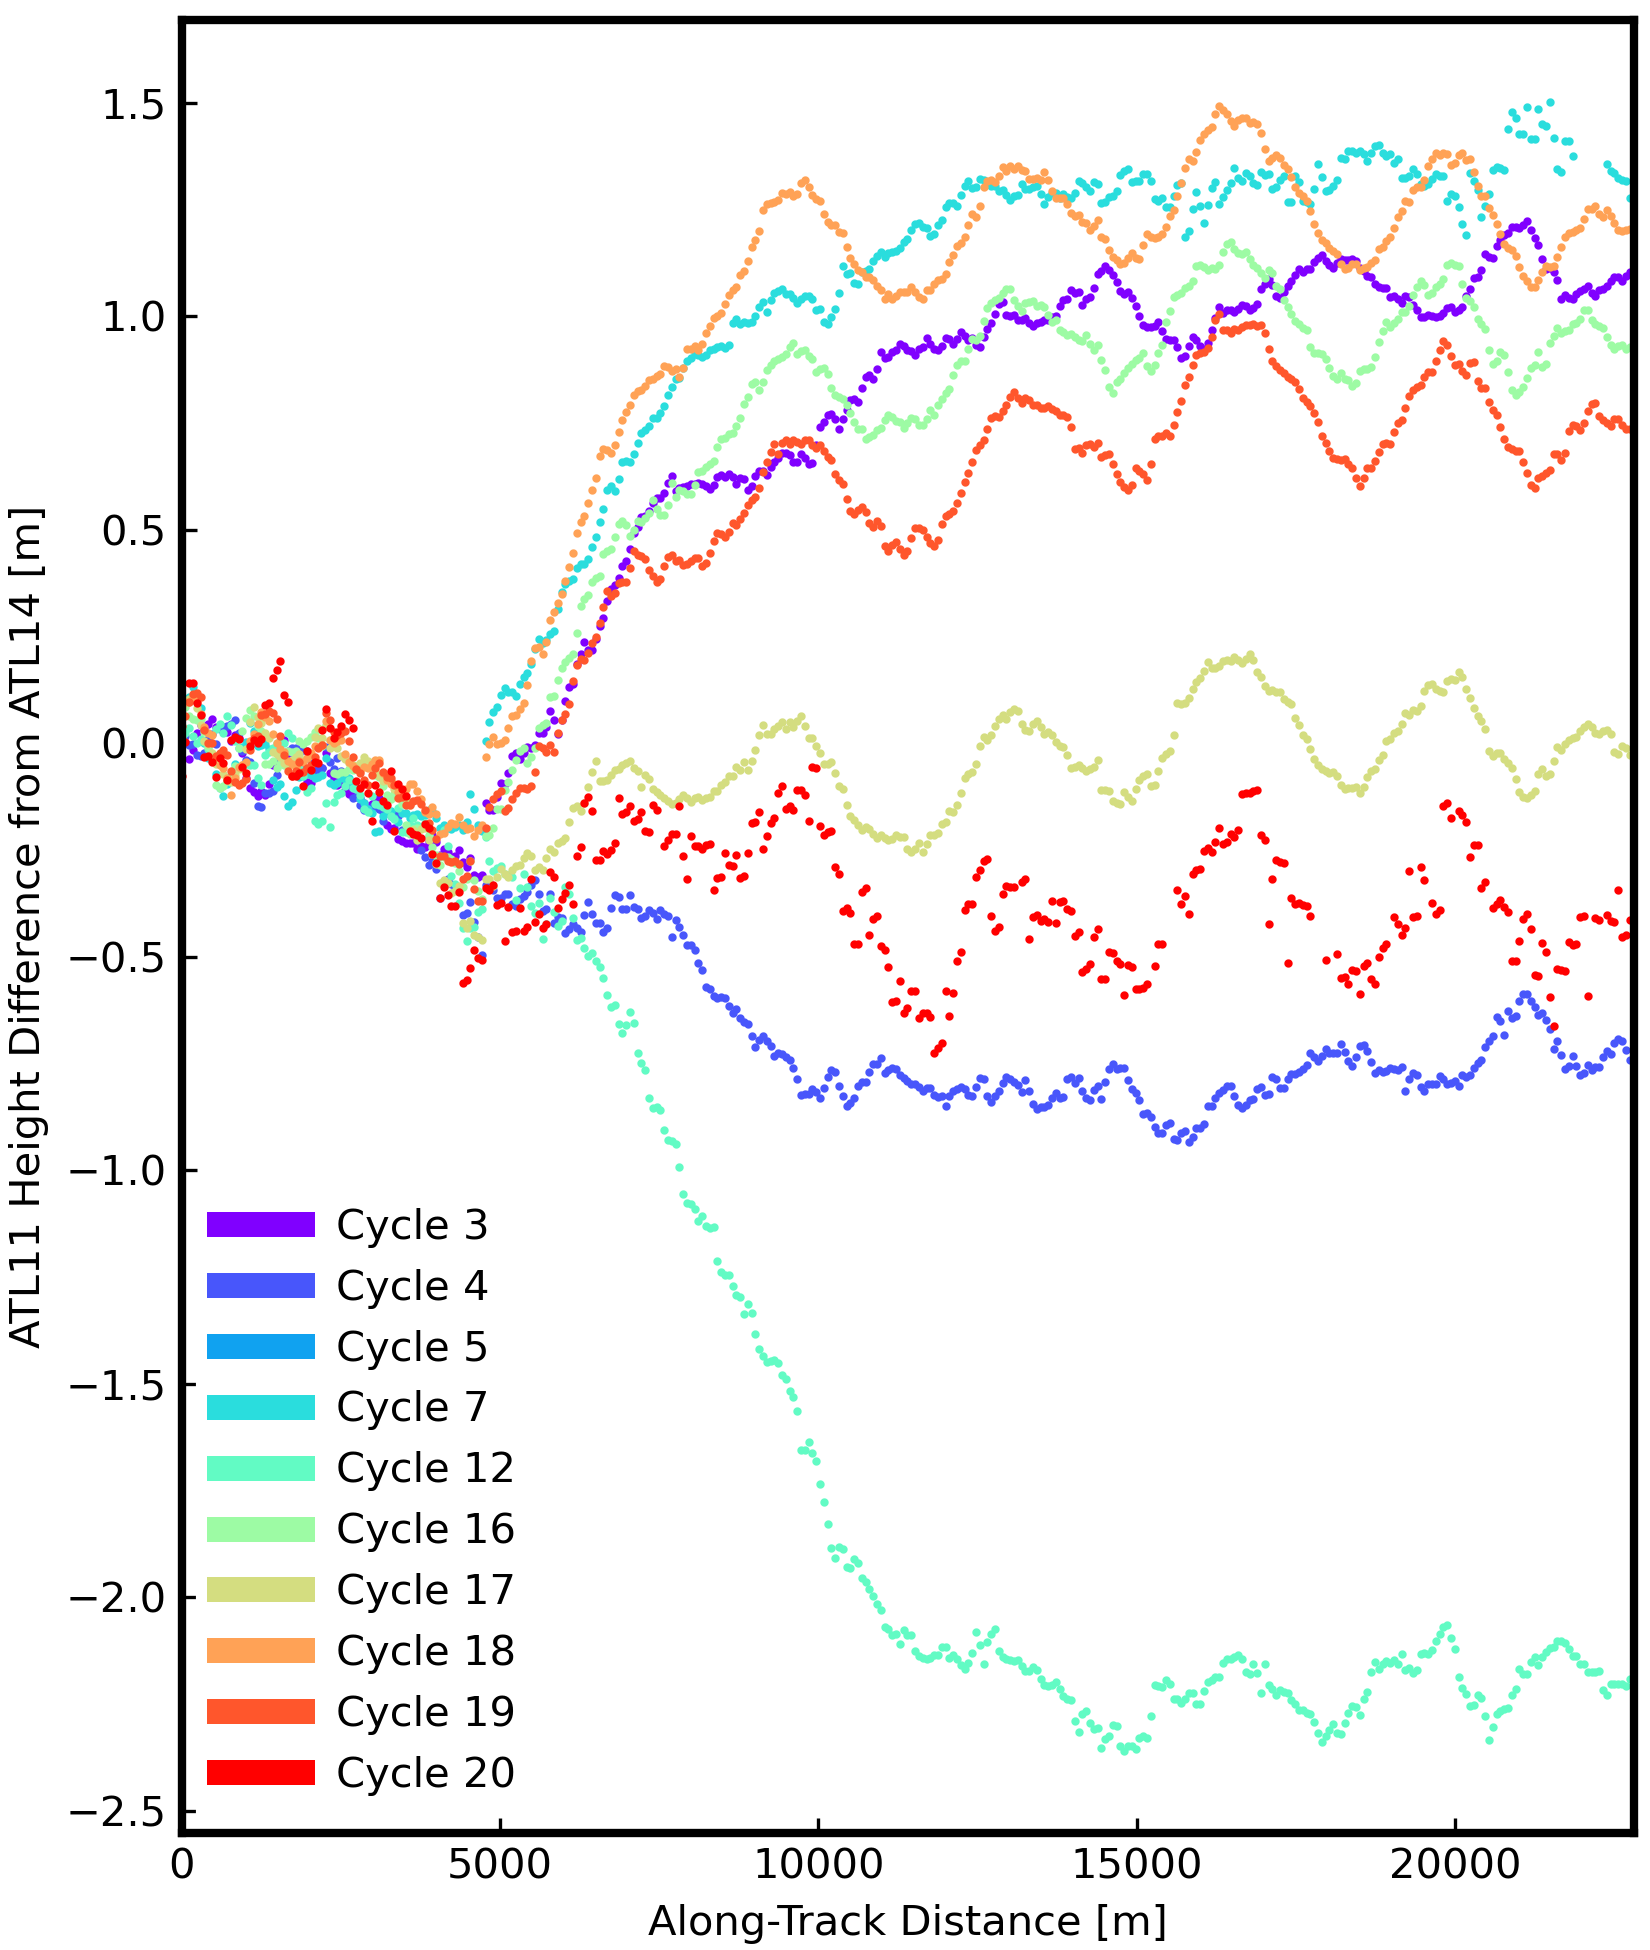 ATL11 Height Difference from ATL14 [m]
1.5
1.0
0.5
0.0
−0.5
−1.0
−1.5
−2.0
−2.5
Cycle 3
Cycle 4
Cycle 5
Cycle 7
Cycle 12
Cycle 16
Cycle 17
Cycle 18
Cycle 19
Cycle 20
0 5000 10000 15000 20000
Along-Track Distance [m]